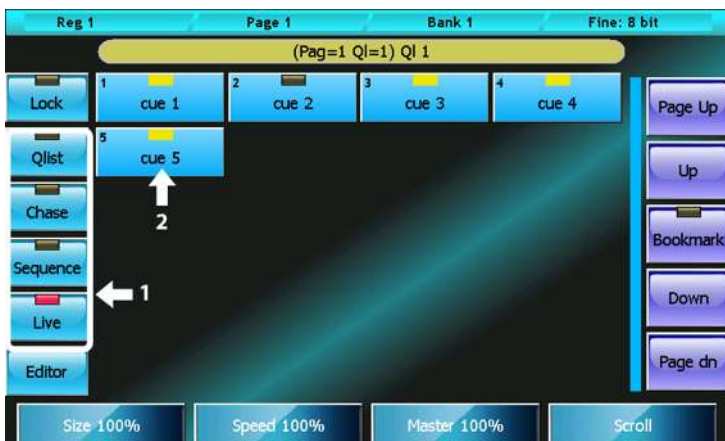 Reg 1 Page 1 Bank 1 Fine: 8 bit
(Pag=1 Ql=1) Ql 1
Lock
1 cue 1
2 cue 2
3 cue 3
4 cue 4
Page Up
Qlist
5 cue 5
Up
Chase
2
Bookmark
Sequence
1
Down
Live
Editor
Page dn
Size 100% Speed 100% Master 100% Scroll